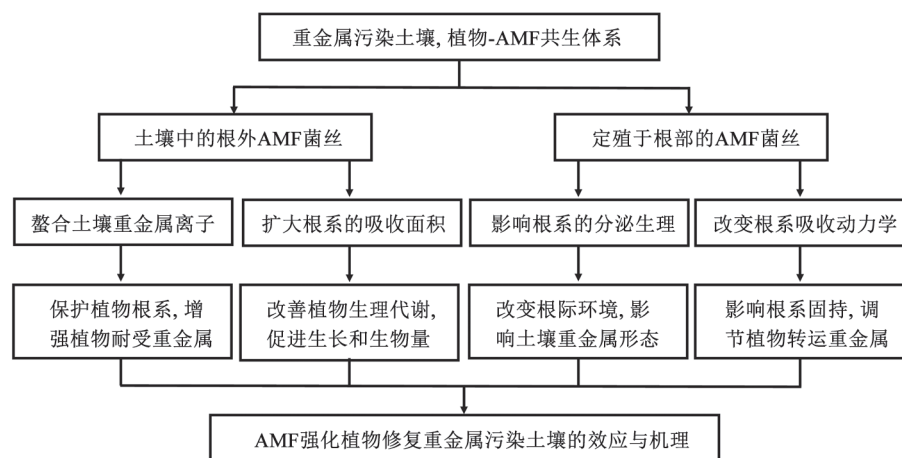 重金属污染土壤, 植物-AMF共生体系
土壤中的根外AMF菌丝
定殖于根部的AMF菌丝
螯合土壤重金属离子
扩大根系的吸收面积
影响根系的分泌生理
改变根系吸收动力学
保护植物根系, 增
强植物耐受重金属
改善植物生理代谢,
促进生长和生物量
改变根际环境, 影
响土壤重金属形态
影响根系固持, 调
节植物转运重金属
AMF强化植物修复重金属污染土壤的效应与机理